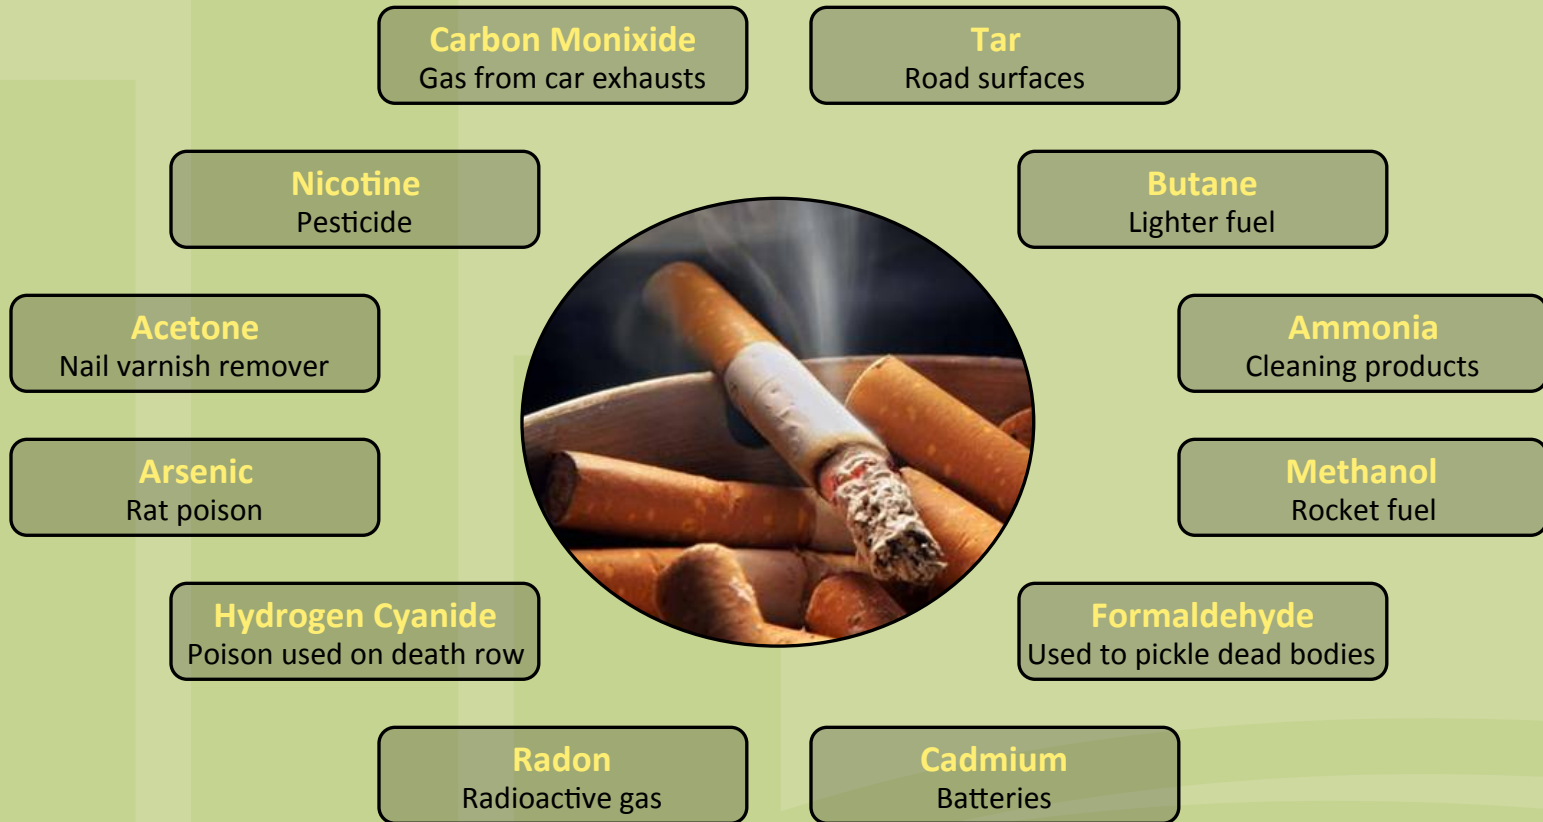 Carbon Monixide
Gas from car exhausts
Tar
Road surfaces
Nicotine
Pesticide
Butane
Lighter fuel
Acetone
Nail varnish remover
Ammonia
Cleaning products
Arsenic
Rat poison
Methanol
Rocket fuel
Hydrogen Cyanide
Poison used on death row
Formaldehyde
Used to pickle dead bodies
Radon
Radioactive gas
Cadmium
Batteries